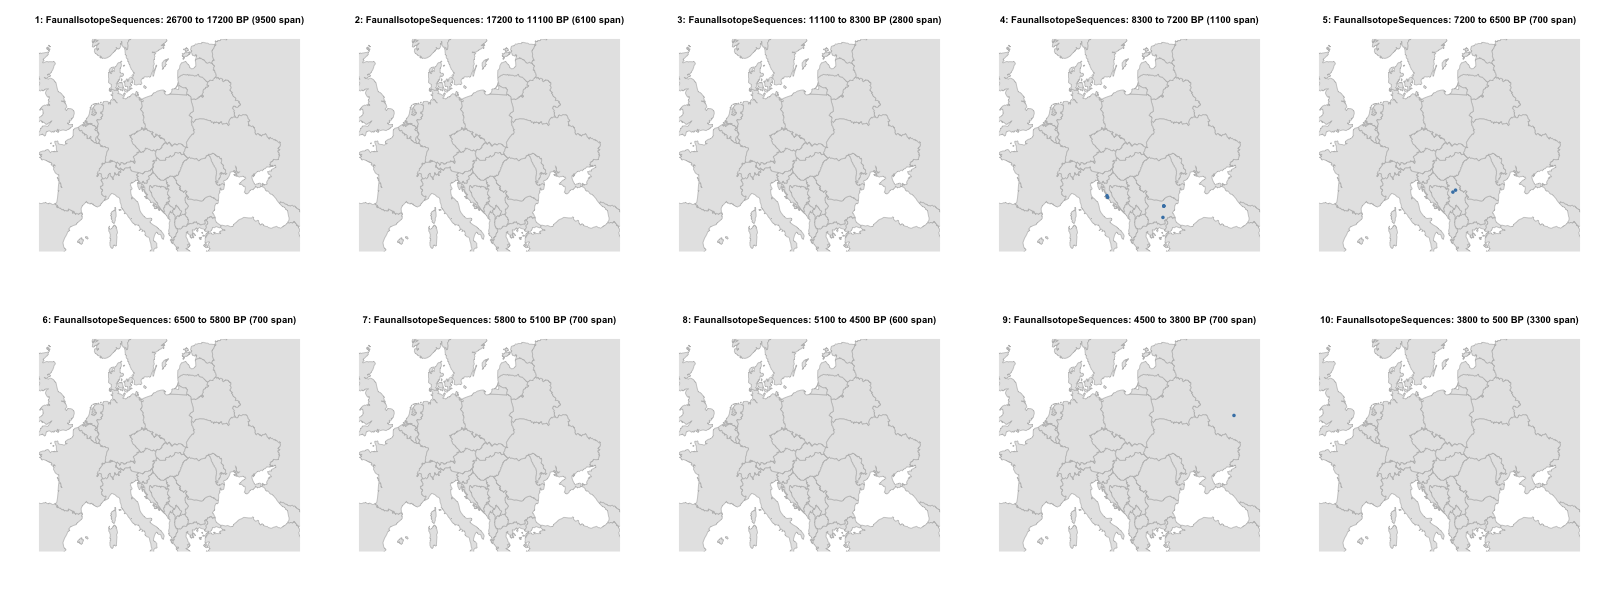 1: FaunalIsotopeSequences: 26700 to 17200 BP (9500 span)
2: FaunalIsotopeSequences: 17200 to 11100 BP (6100 span)
3: FaunalIsotopeSequences: 11100 to 8300 BP (2800 span)
4: FaunalIsotopeSequences: 8300 to 7200 BP (1100 span)
5: FaunalIsotopeSequences: 7200 to 6500 BP (700 span)
6: FaunalIsotopeSequences: 6500 to 5800 BP (700 span)
7: FaunalIsotopeSequences: 5800 to 5100 BP (700 span)
8: FaunalIsotopeSequences: 5100 to 4500 BP (600 span)
9: FaunalIsotopeSequences: 4500 to 3800 BP (700 span)
10: FaunalIsotopeSequences: 3800 to 500 BP (3300 span)